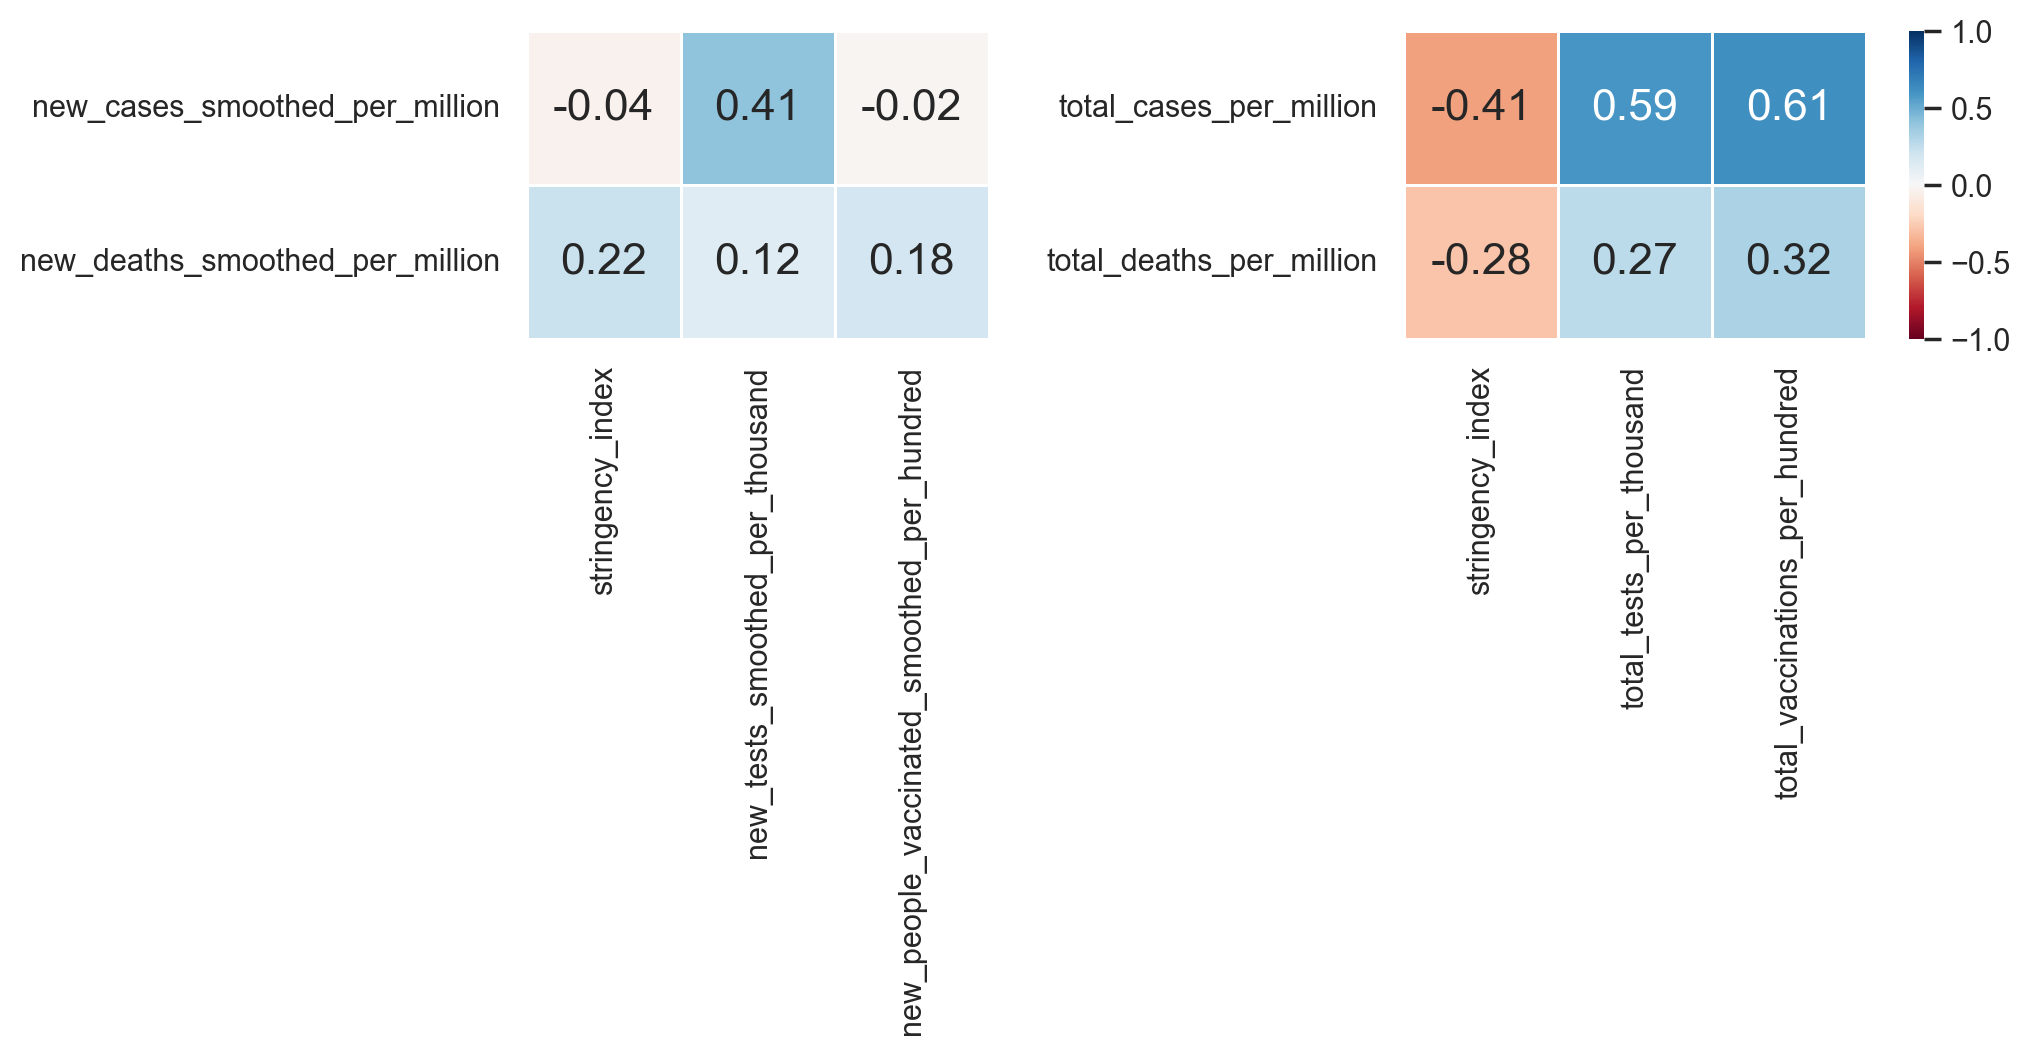 new_cases_smoothed_per_million
-0.04 0.41 -0.02
new_deaths_smoothed_per_million
0.22 0.12 0.18
stringency_index
new_tests_smoothed_per_thousand
new_people_vaccinated_smoothed_per_hundred
total_cases_per_million
-0.41 0.59 0.61
total_deaths_per_million
-0.28 0.27 0.32
stringency_index
total_tests_per_thousand
total_vaccinations_per_hundred
1.0
0.5
0.0
−0.5
−1.0